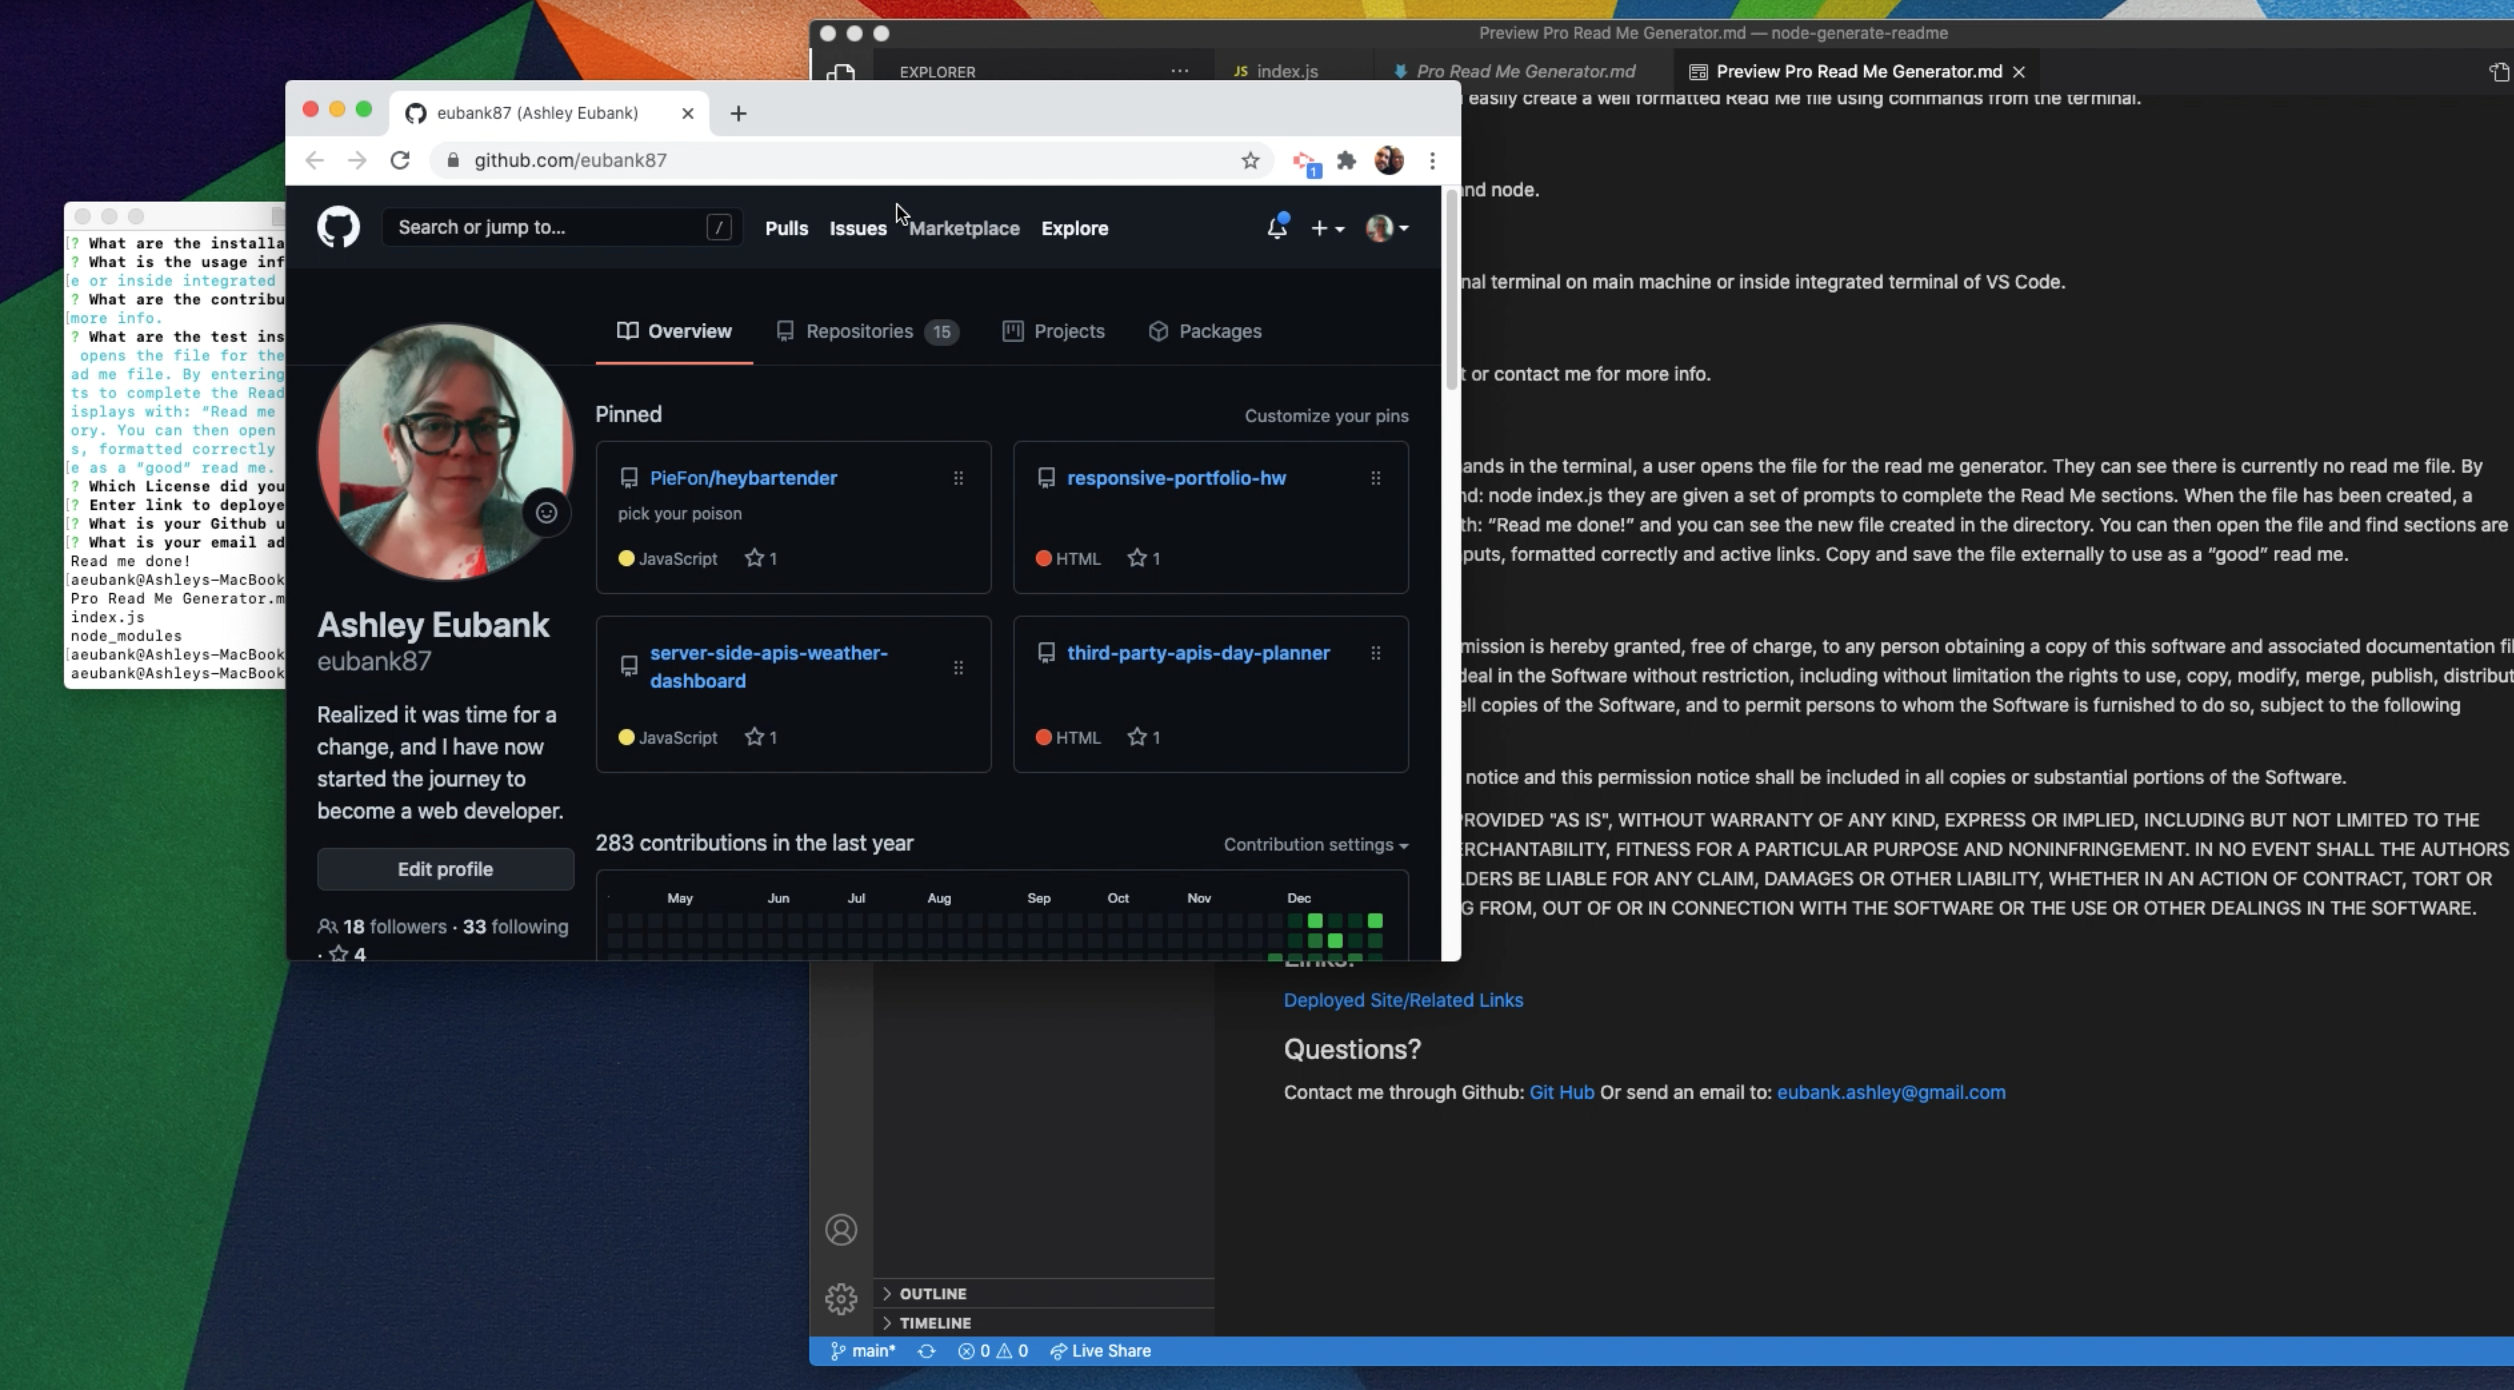 Preview Pro Read Me Generator.md — node-generate-readme
EXPLORER
JS index.js
Pro Read Me Generator.md
Preview Pro Read Me Generator.md
easily create a well formatted Read Me file using commands from the terminal.
nd node.
nal terminal on main machine or inside integrated terminal of VS Code.
t or contact me for more info.
ands in the terminal, a user opens the file for the read me generator. They can see there is currently no read me file. By
nd: node index.js they are given a set of prompts to complete the Read Me sections. When the file has been created, a
th: “Read me done!” and you can see the new file created in the directory. You can then open the file and find sections are
puts, formatted correctly and active links. Copy and save the file externally to use as a “good” read me.
mission is hereby granted, free of charge, to any person obtaining a copy of this software and associated documentation fil
deal in the Software without restriction, including without limitation the rights to use, copy, modify, merge, publish, distribut
ell copies of the Software, and to permit persons to whom the Software is furnished to do so, subject to the following
notice and this permission notice shall be included in all copies or substantial portions of the Software.
ROVIDED "AS IS", WITHOUT WARRANTY OF ANY KIND, EXPRESS OR IMPLIED, INCLUDING BUT NOT LIMITED TO THE
ERCHANTABILITY, FITNESS FOR A PARTICULAR PURPOSE AND NONINFRINGEMENT. IN NO EVENT SHALL THE AUTHORS
LDERS BE LIABLE FOR ANY CLAIM, DAMAGES OR OTHER LIABILITY, WHETHER IN AN ACTION OF CONTRACT, TORT OR
G FROM, OUT OF OR IN CONNECTION WITH THE SOFTWARE OR THE USE OR OTHER DEALINGS IN THE SOFTWARE.
Links:
Deployed Site/Related Links
Questions?
Contact me through Github: Git Hub Or send an email to: eubank.ashley@gmail.com
OUTLINE
TIMELINE
main*
0 0
Live Share
eubank87 (Ashley Eubank)
github.com/eubank87
1
Search or jump to...
/
Pulls
Issues
Marketplace
Explore
Overview
Repositories 15
Projects
Packages
Pinned
Customize your pins
PieFon/heybartender
pick your poison
JavaScript 1
responsive-portfolio-hw
HTML 1
server-side-apis-weather-
dashboard
JavaScript 1
third-party-apis-day-planner
HTML 1
Ashley Eubank
eubank87
Realized it was time for a
change, and I have now
started the journey to
become a web developer.
Edit profile
18 followers · 33 following
· 4
283 contributions in the last year
Contribution settings
May Jun Jul Aug Sep Oct Nov Dec
[? What are the installa
? What is the usage inf
[e or inside integrated
? What are the contribu
[more info.
? What are the test ins
opens the file for the
ad me file. By entering
ts to complete the Read
isplays with: “Read me
ory. You can then open
s, formatted correctly
[e as a “good” read me.
? Which License did you
[? Enter link to deploye
[? What is your Github u
[? What is your email ad
Read me done!
[aeubank@Ashleys-MacBook
Pro Read Me Generator.m
index.js
node_modules
[aeubank@Ashleys-MacBook
aeubank@Ashleys-MacBook